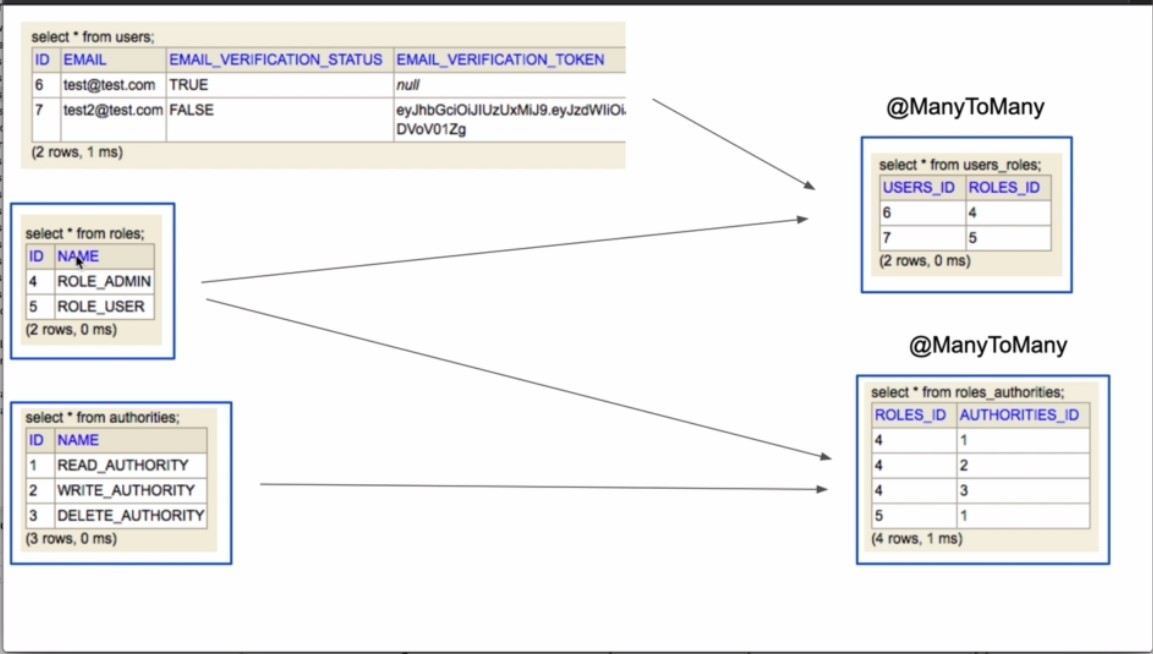 select * from users;
ID EMAIL EMAIL_VERIFICATION_STATUS EMAIL_VERIFICATION_TOKEN
6 test@test.com TRUE null
7 test2@test.com FALSE
DVoV01Zg
(2 rows, 1 ms)
@ManyToMany
select * from users_roles;
USERS_ID ROLES_ID
6 4
7 5
(2 rows, 0 ms)
select * from roles;
ID NAME
4 ROLE_ADMIN
5 ROLE_USER
(2 rows, 0 ms)
@ManyToMany
select * from roles_authorities;
ROLES_ID AUTHORITIES_ID
4 1
4 2
4 3
5 1
(4 rows, 1 ms)
select * from authorities;
ID NAME
1 READ_AUTHORITY
2 WRITE_AUTHORITY
3 DELETE_AUTHORITY
(3 rows, 0 ms)